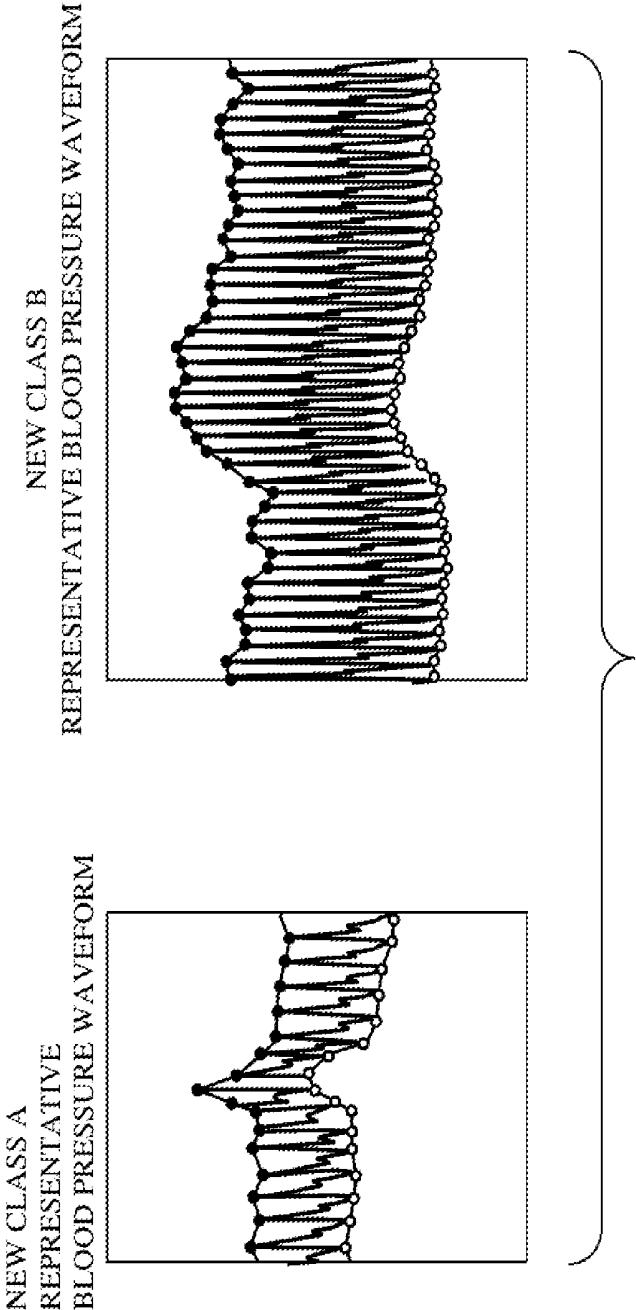 NEW CLASS A
REPRESENTATIVE
BLOOD PRESSURE WAVEFORM
NEW CLASS B
REPRESENTATIVE BLOOD PRESSURE WAVEFORM